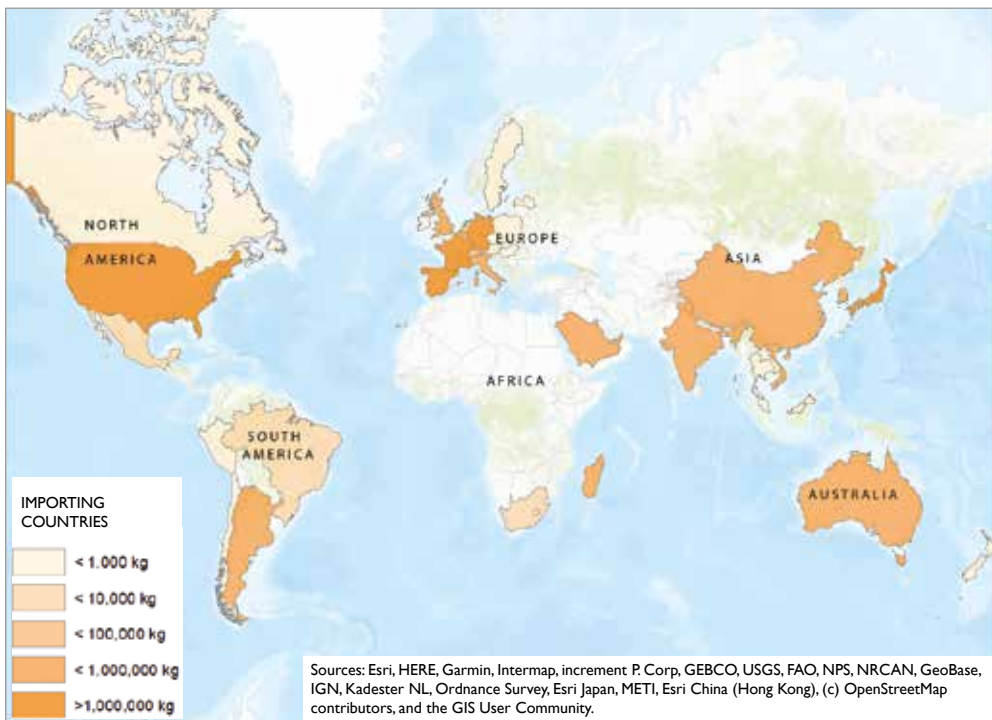 NORTH
AMERICA
EUROPE
ASIA
AFRICA
SOUTH
AMERICA
AUSTRALIA
IMPORTING
COUNTRIES
< 1.000 kg
< 10,000 kg
< 100,000 kg
< 1,000,000 kg
>1,000,000 kg
Sources: Esri, HERE, Garmin, Intermap, increment P. Corp, GEBCO, USGS, FAO, NPS, NRCAN, GeoBase,
IGN, Kadester NL, Ordnance Survey, Esri Japan, METI, Esri China (Hong Kong), (c) OpenStreetMap
contributors, and the GIS User Community.